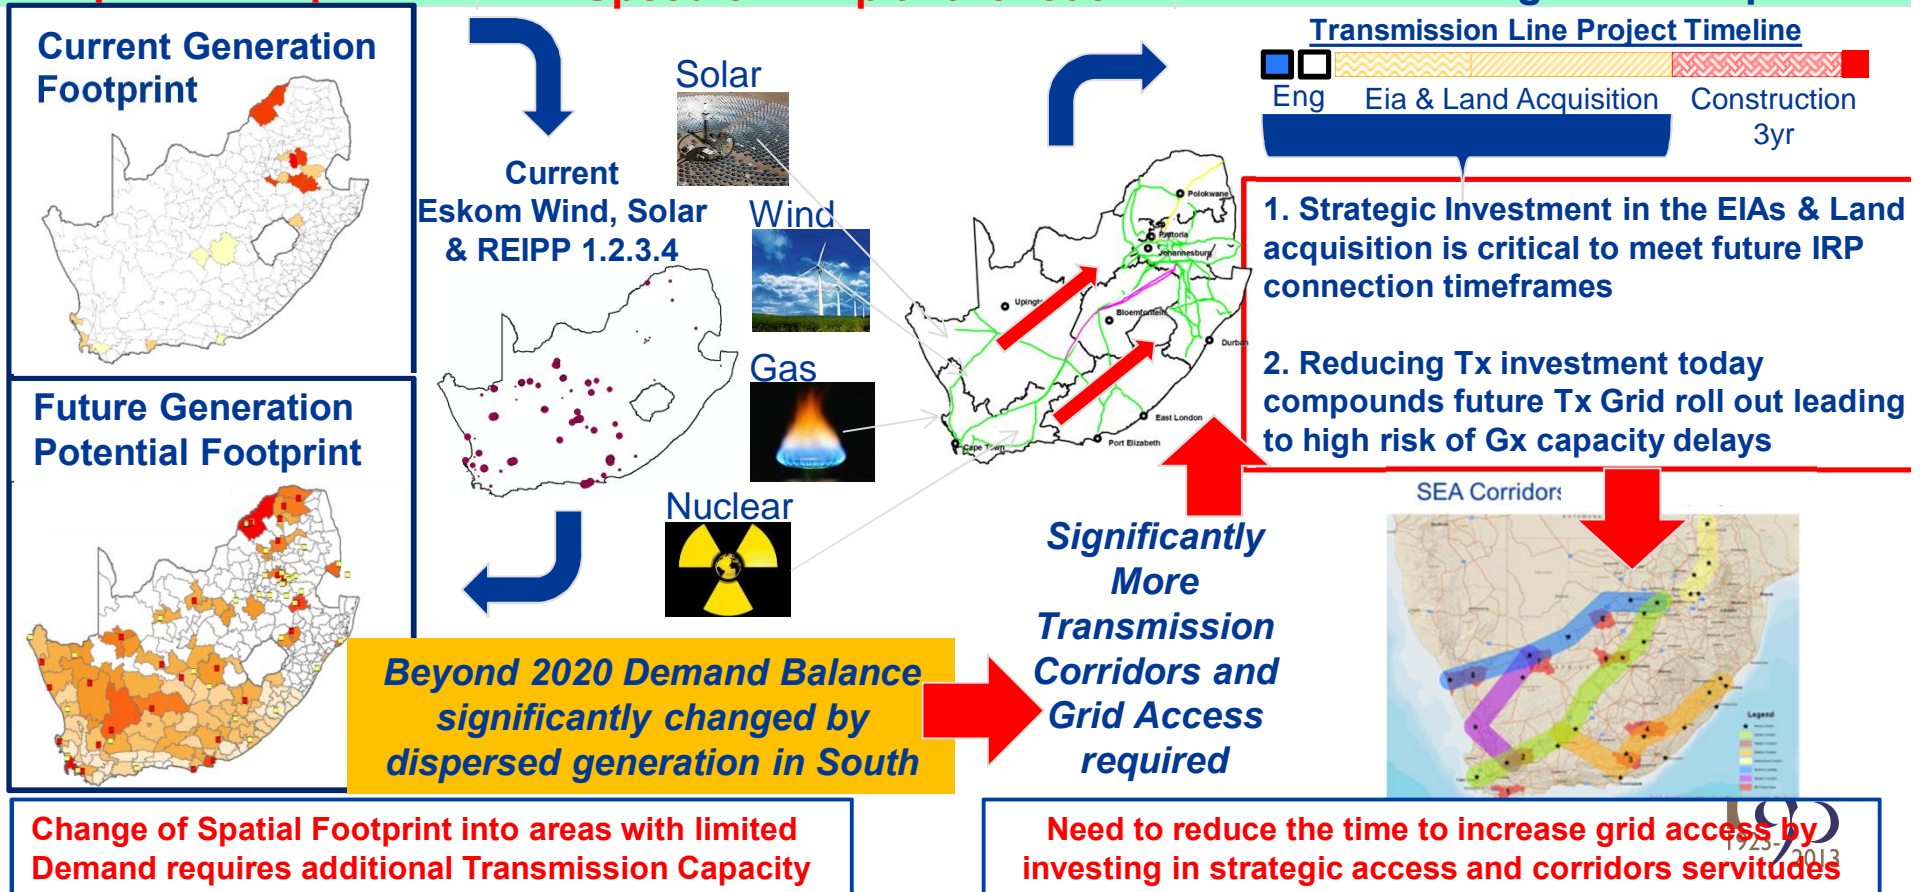 Current Generation
Footprint
Future Generation
Potential Footprint
Current
Eskom Wind, Solar
& REIPP 1.2.3.4
Solar
Wind
Gas
Nuclear
Polokwane
Pretoria
Johannesburg
Bloemfontein
Durban
East London
Port Elizabeth
Cape Town
Transmission Line Project Timeline
Eng
Eia & Land Acquisition
Construction
3yr
1. Strategic Investment in the EIAs & Land
acquisition is critical to meet future IRP
connection timeframes
2. Reducing Tx investment today
compounds future Tx Grid roll out leading
to high risk of Gx capacity delays
SEA Corridors
Legend
Beyond 2020 Demand Balance
significantly changed by
dispersed generation in South
Significantly
More
Transmission
Corridors and
Grid Access
required
Change of Spatial Footprint into areas with limited
Demand requires additional Transmission Capacity
Need to reduce the time to increase grid access by
investing in strategic access and corridors servitudes
1923-2013